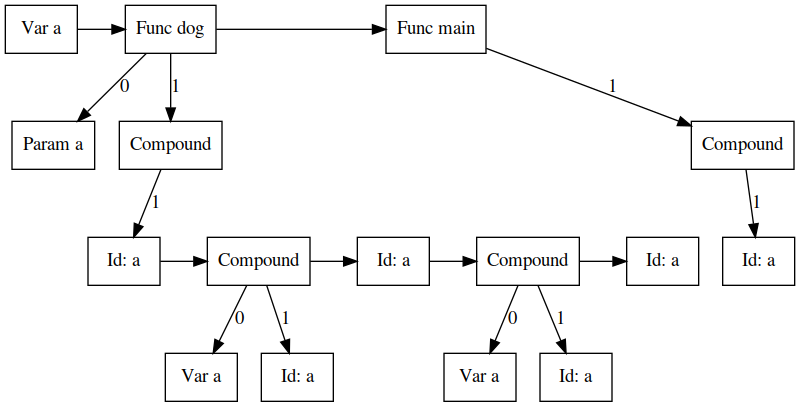 Var a
Func dog
Func main
0
1
1
Param a
Compound
Compound
1
1
Id: a
Compound
Id: a
Compound
Id: a
Id: a
0
1
0
1
Var a
Id: a
Var a
Id: a